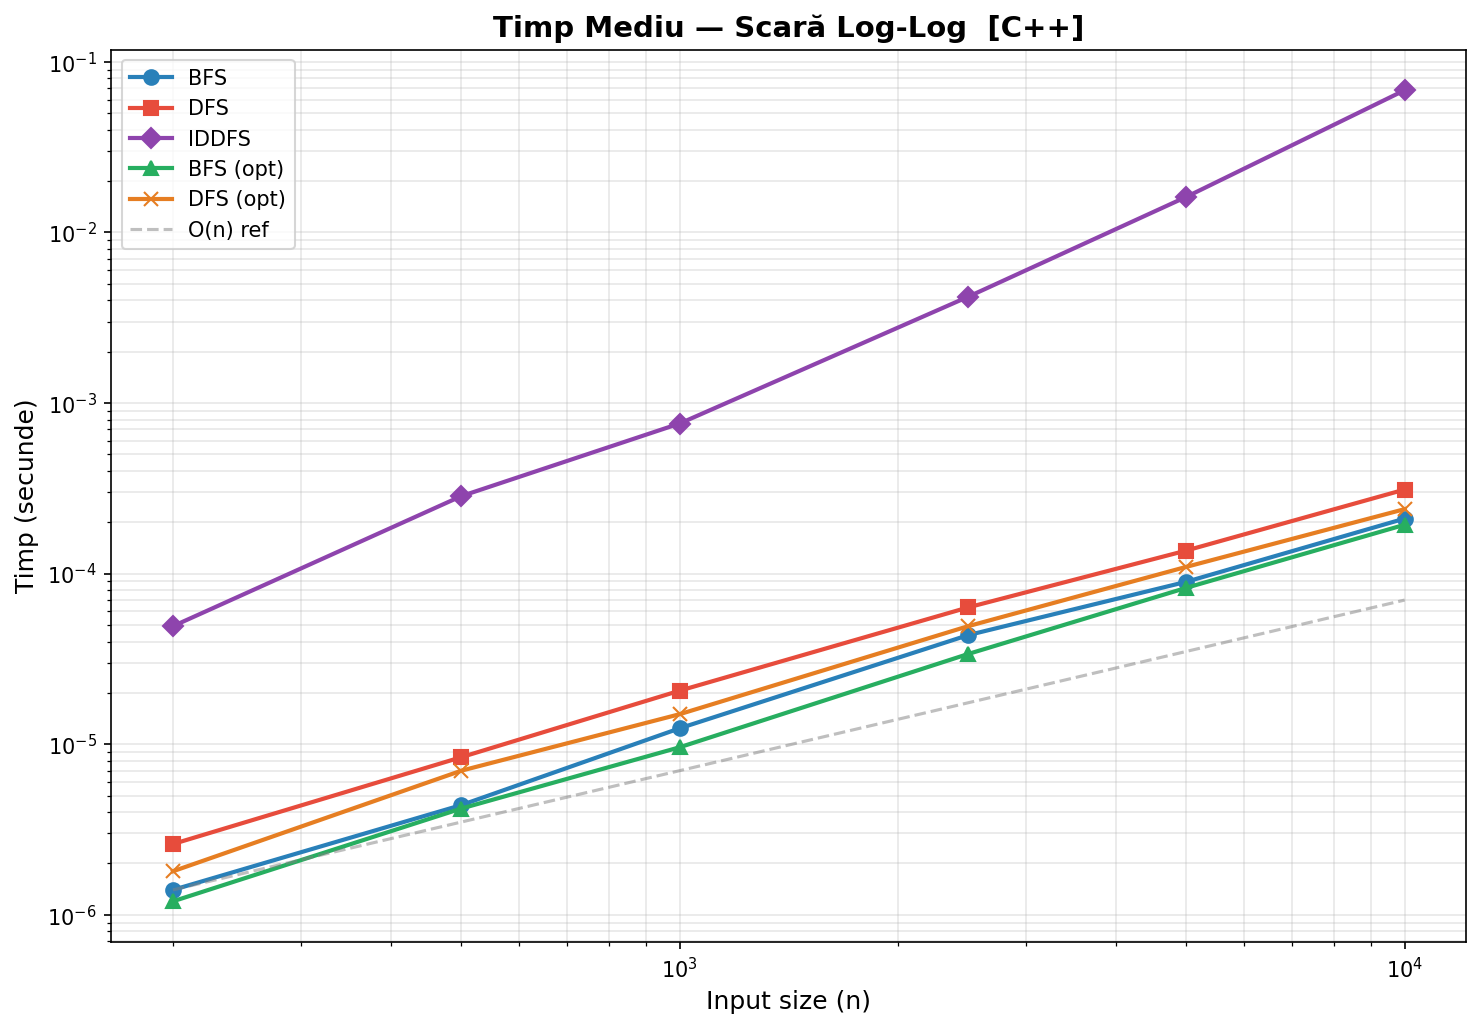 Timp Mediu — Scară Log-Log  [C++]
BFS
DFS
IDDFS
BFS (opt)
DFS (opt)
O(n) ref
10⁻¹
10⁻²
10⁻³
10⁻⁴
10⁻⁵
10⁻⁶
Timp (secunde)
10³
10⁴
Input size (n)